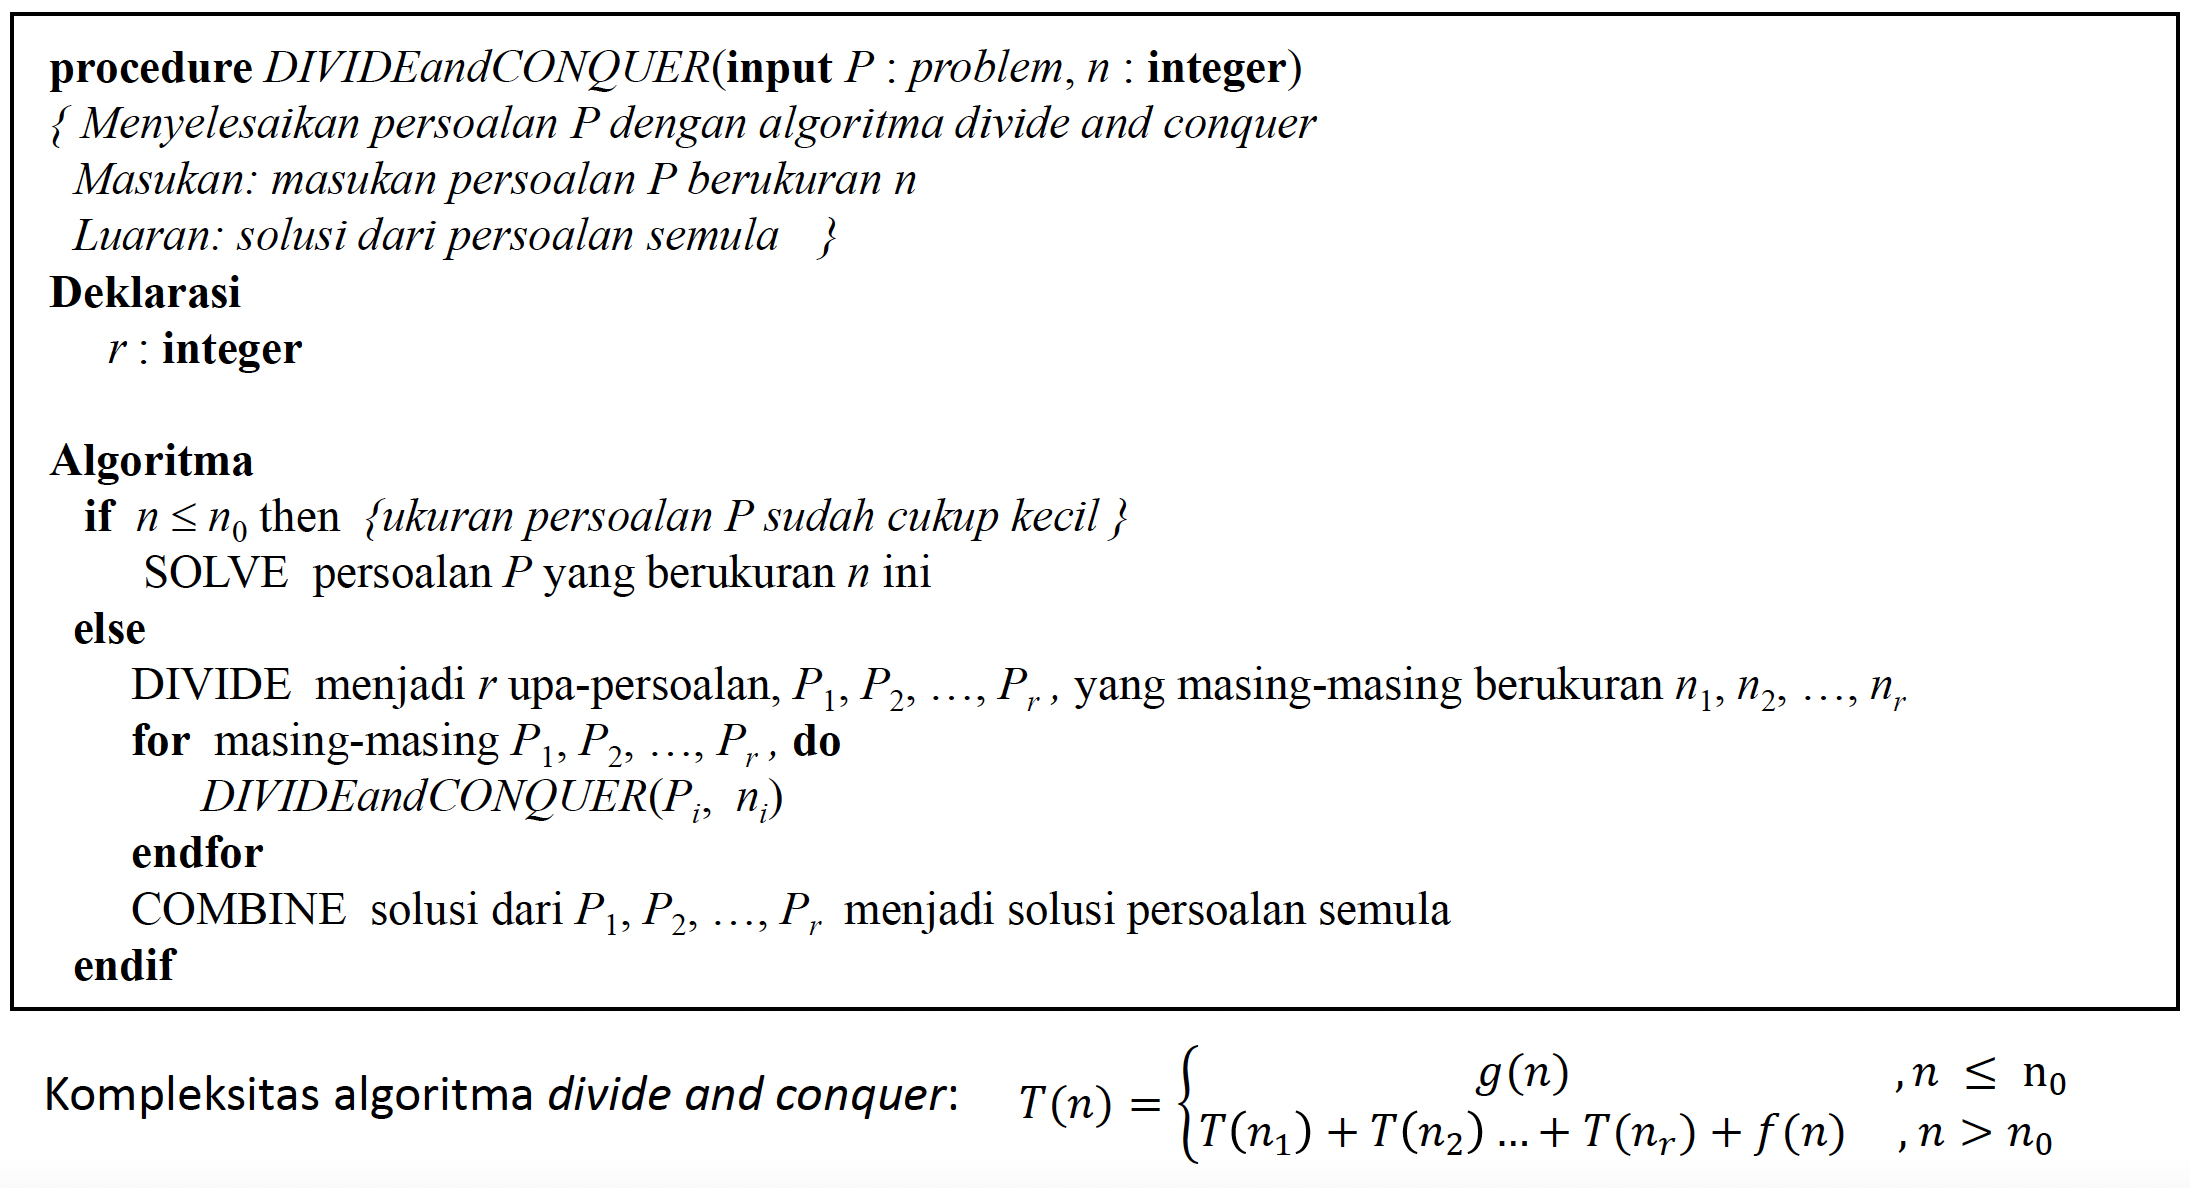 procedure DIVIDEandCONQUER(input P : problem, n : integer)
{ Menyelesaikan persoalan P dengan algoritma divide and conquer
Masukan: masukan persoalan P berukuran n
Luaran: solusi dari persoalan semula }
Deklarasi
r : integer
Algoritma
if n ≤ n₀ then {ukuran persoalan P sudah cukup kecil }
SOLVE persoalan P yang berukuran n ini
else
DIVIDE menjadi r upa-persoalan, P₁, P₂, …, Pᵣ , yang masing-masing berukuran n₁, n₂, …, nᵣ
for masing-masing P₁, P₂, …, Pᵣ , do
DIVIDEandCONQUER(Pᵢ, nᵢ)
endfor
COMBINE solusi dari P₁, P₂, …, Pᵣ menjadi solusi persoalan semula
endif
Kompleksitas algoritma divide and conquer: T(n) = { g(n) , n ≤ n₀
T(n₁) + T(n₂) … + T(nᵣ) + f(n) , n > n₀